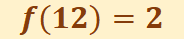 f(12) = 2